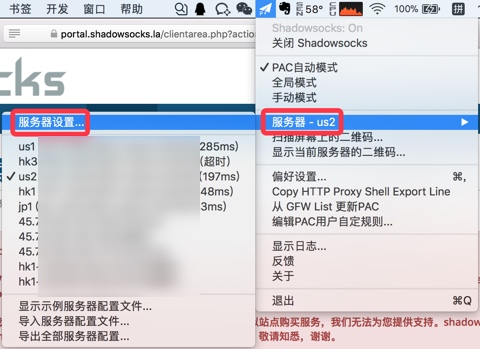 书签 开发 窗口 帮助 58° 100% 拼
portal.shadowsocks.la/clientarea.php?actio
cks
Shadowsocks: On
关闭 Shadowsocks
✓ PAC自动模式
全局模式
手动模式
服务器 - us2
扫描屏幕上的二维码...
显示当前服务器的二维码...
偏好设置... ⌘,
Copy HTTP Proxy Shell Export Line
从 GFW List 更新PAC
编辑PAC用户自定规则...
显示日志...
反馈
关于
退出 ⌘Q
服务器设置...
us1 285ms)
hk3 (超时)
✓ us2 (197ms)
hk1 48ms)
jp1 ( 3ms)
45.7
45.7
hk1-
hk1-
显示示例服务器配置文件...
导入服务器配置文件...
导出全部服务器配置...
站点购买服务，我们无法为您提供支持。shadow
敬请知悉，谢谢。